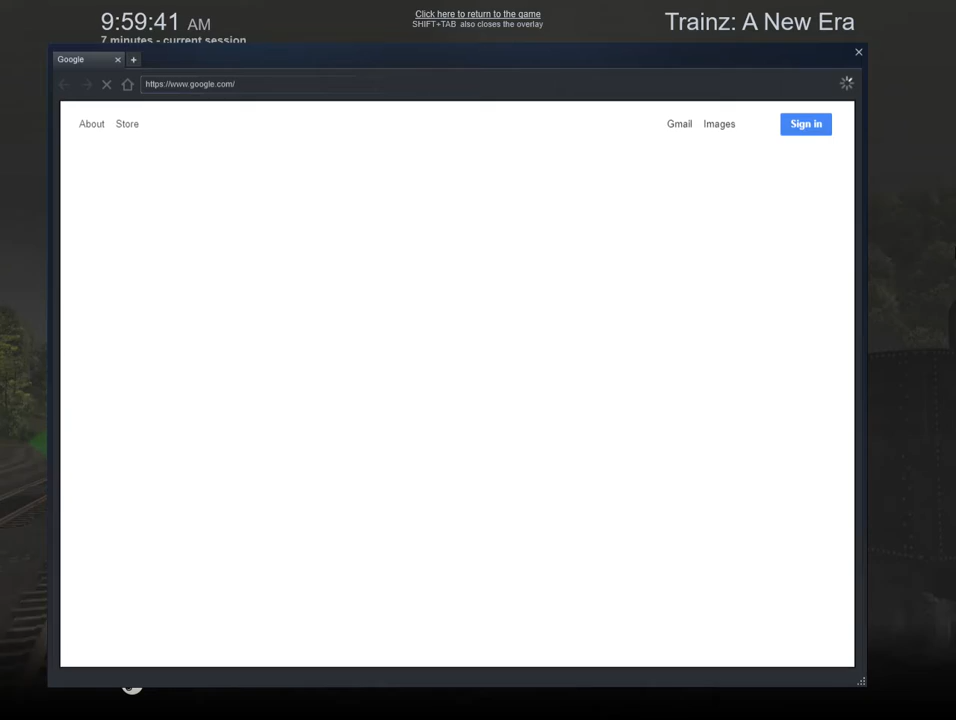 9:59:41 AM
7 minutes - current session
Click here to return to the game
SHIFT+TAB also closes the overlay
Trainz: A New Era
Google
https://www.google.com/
About Store Gmail Images Sign in